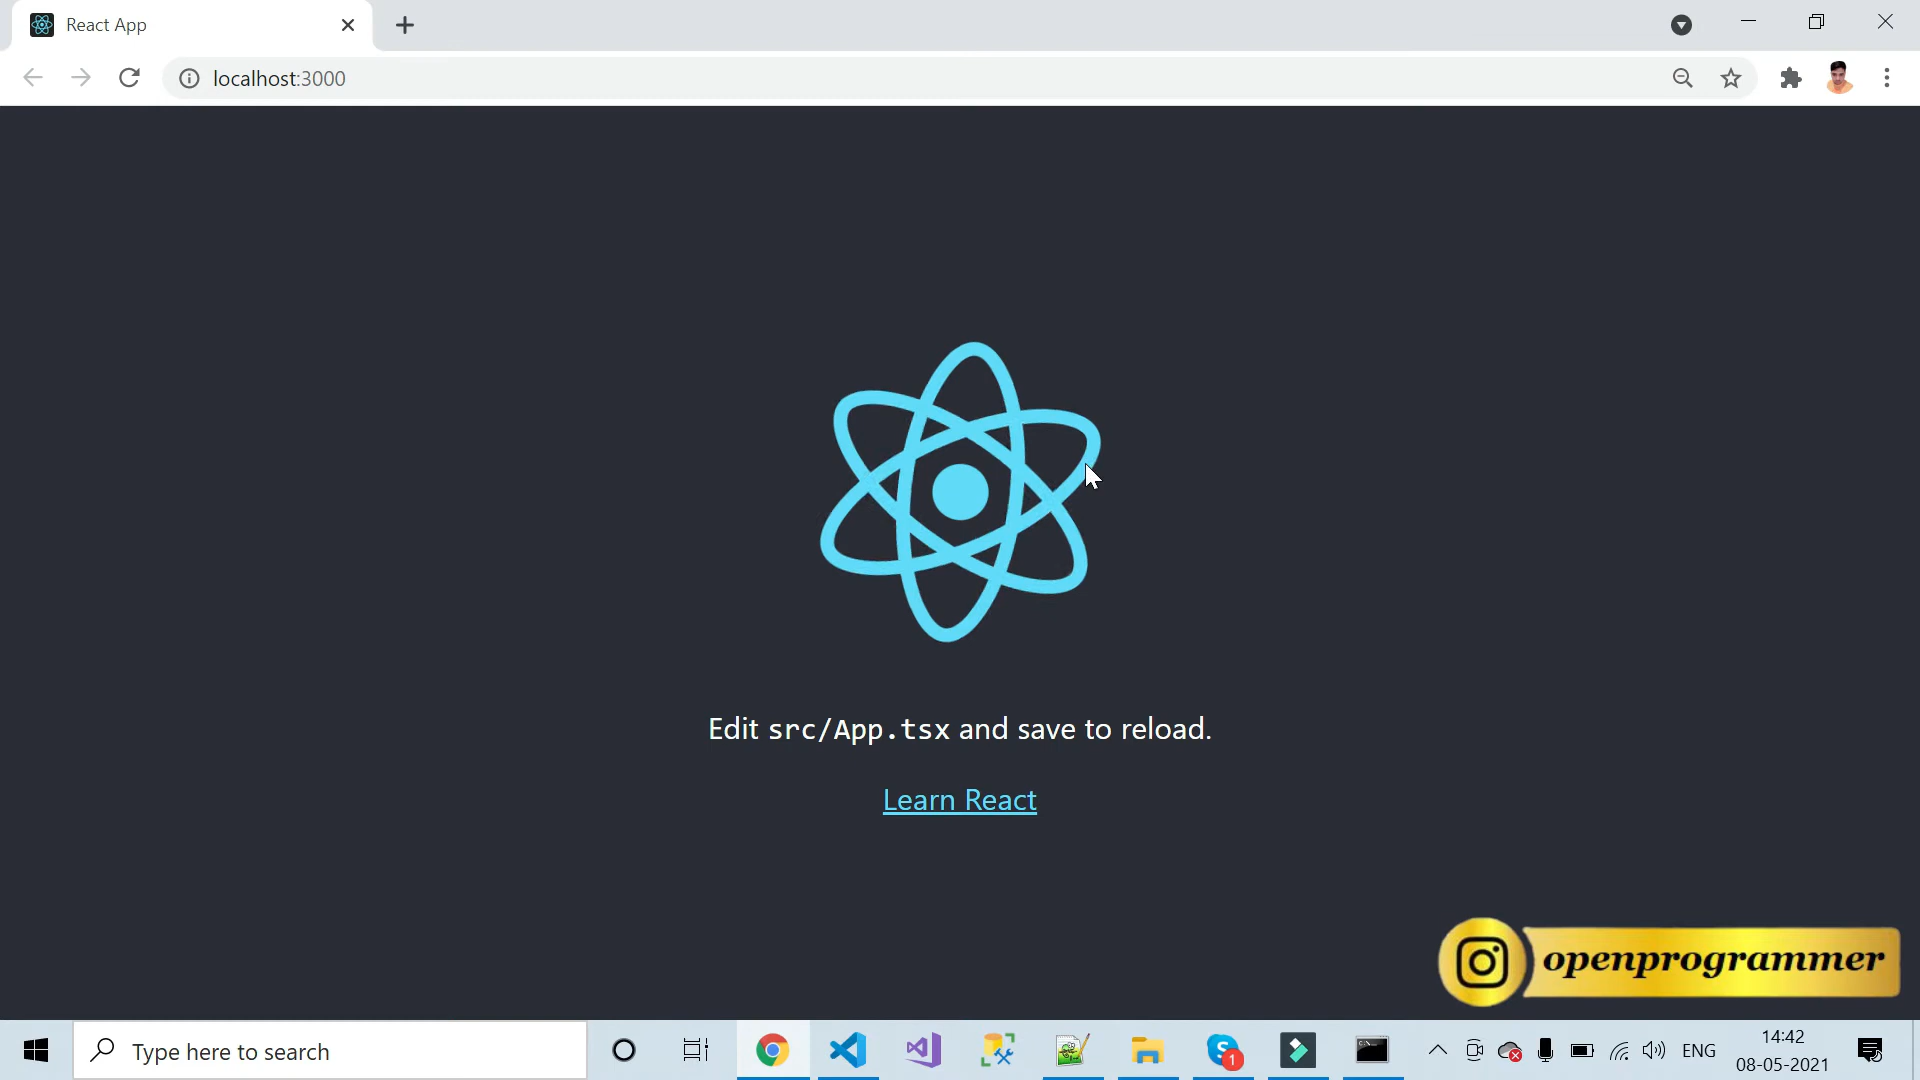 React App
localhost:3000
Edit src/App.tsx and save to reload.
Learn React
openprogrammer
Type here to search
1
ENG
14:42
08-05-2021